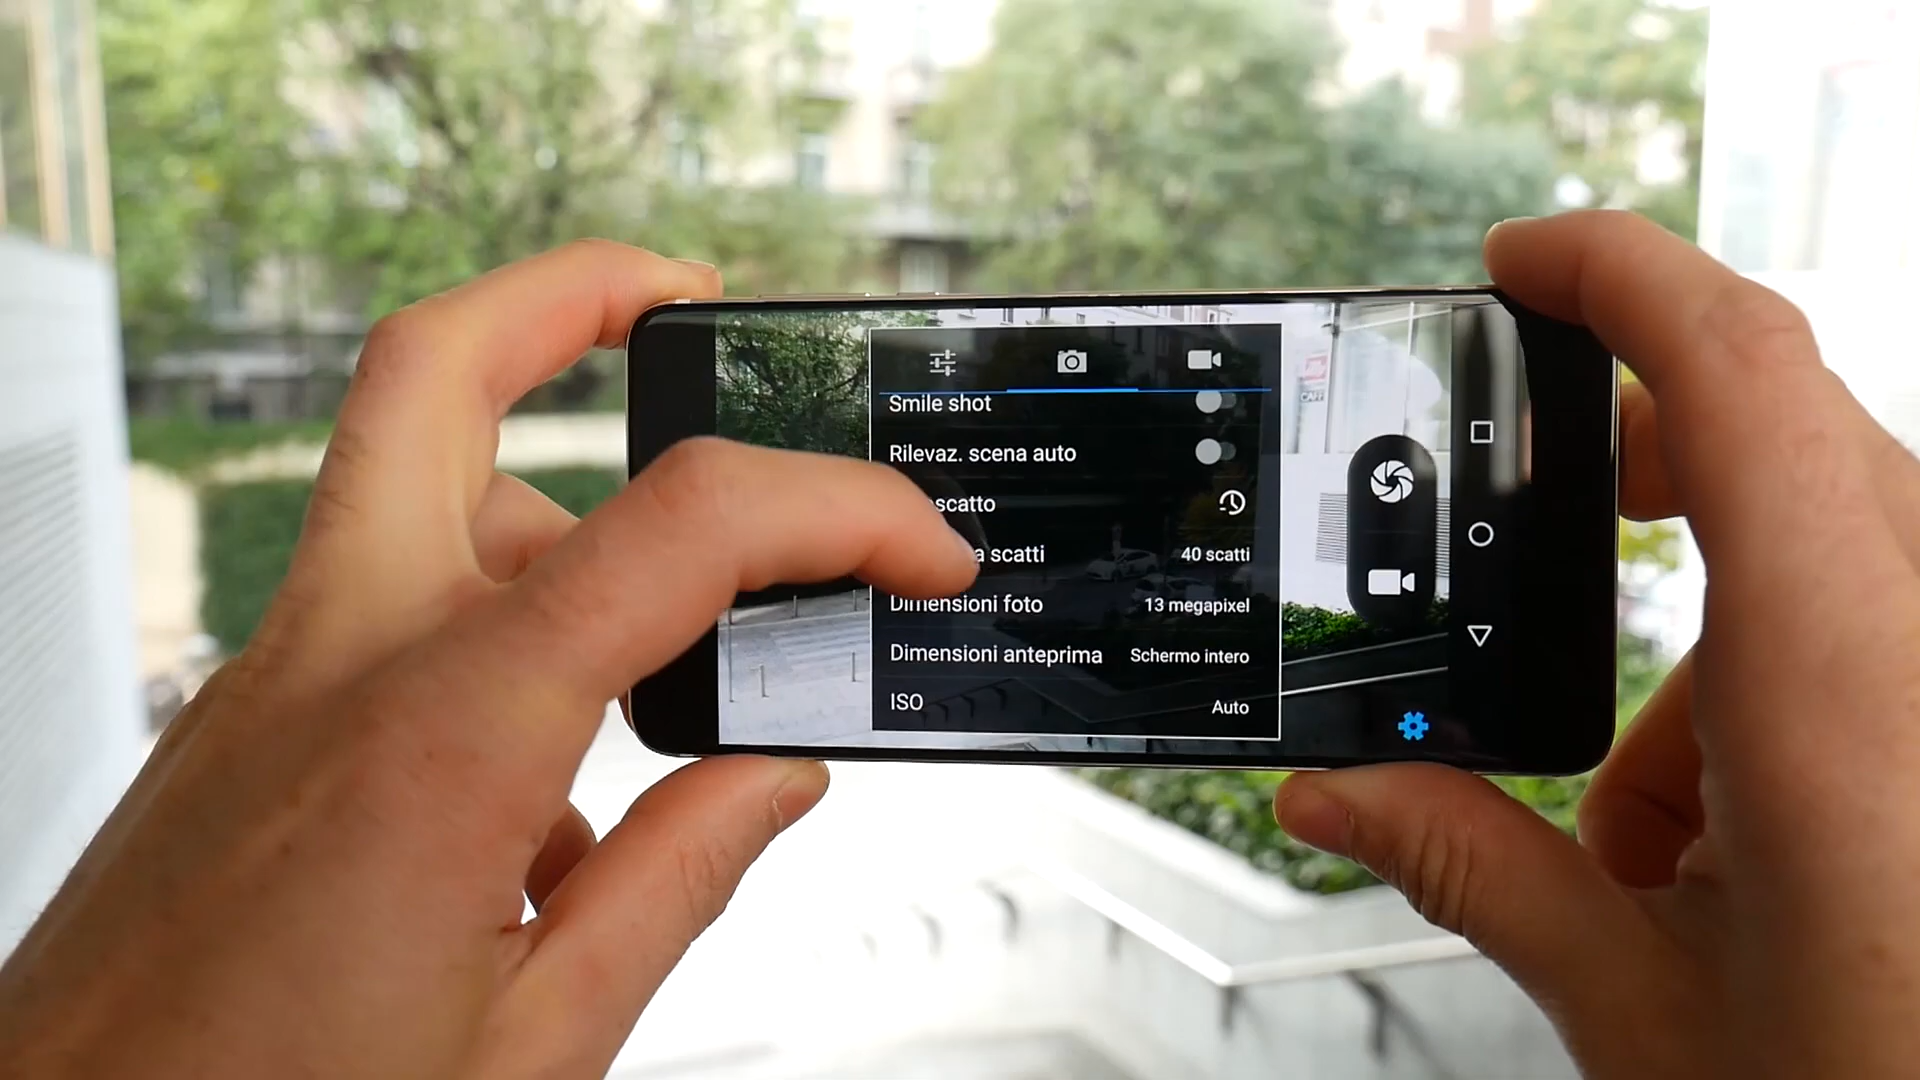 Smile shot
Rilevaz. scena auto
scatto
a scatti 40 scatti
Dimensioni foto 13 megapixel
Dimensioni anteprima Schermo intero
ISO Auto